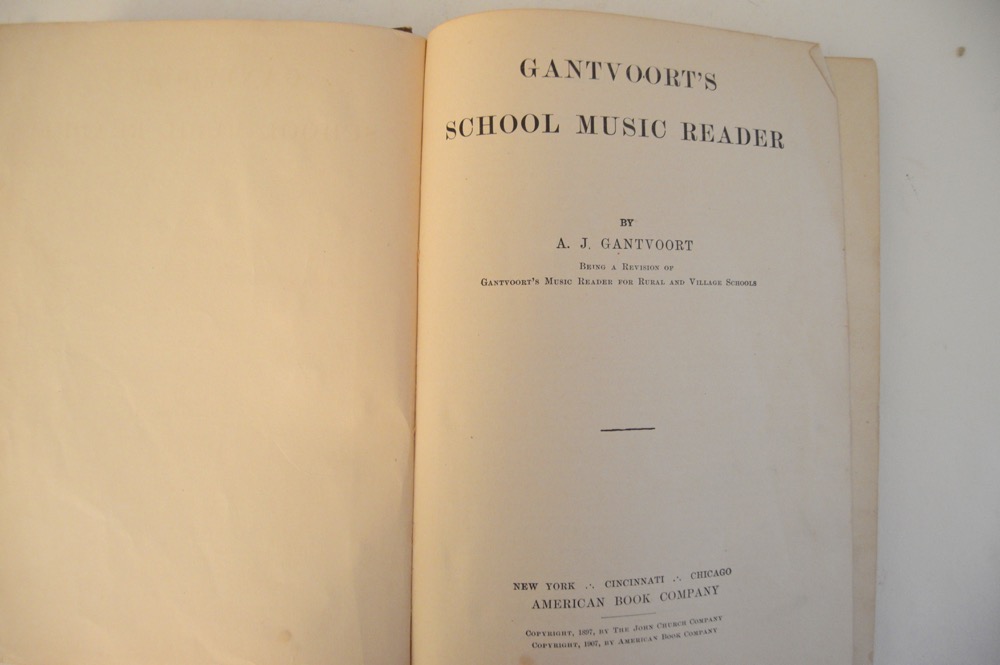 GANTVOORT'S
SCHOOL MUSIC READER
BY
A. J. GANTVOORT
BEING A REVISION OF
GANTVOORT'S MUSIC READER FOR RURAL AND VILLAGE SCHOOLS
NEW YORK ∴ CINCINNATI ∴ CHICAGO
AMERICAN BOOK COMPANY
COPYRIGHT, 1897, BY THE JOHN CHURCH COMPANY
COPYRIGHT, 1907, BY AMERICAN BOOK COMPANY